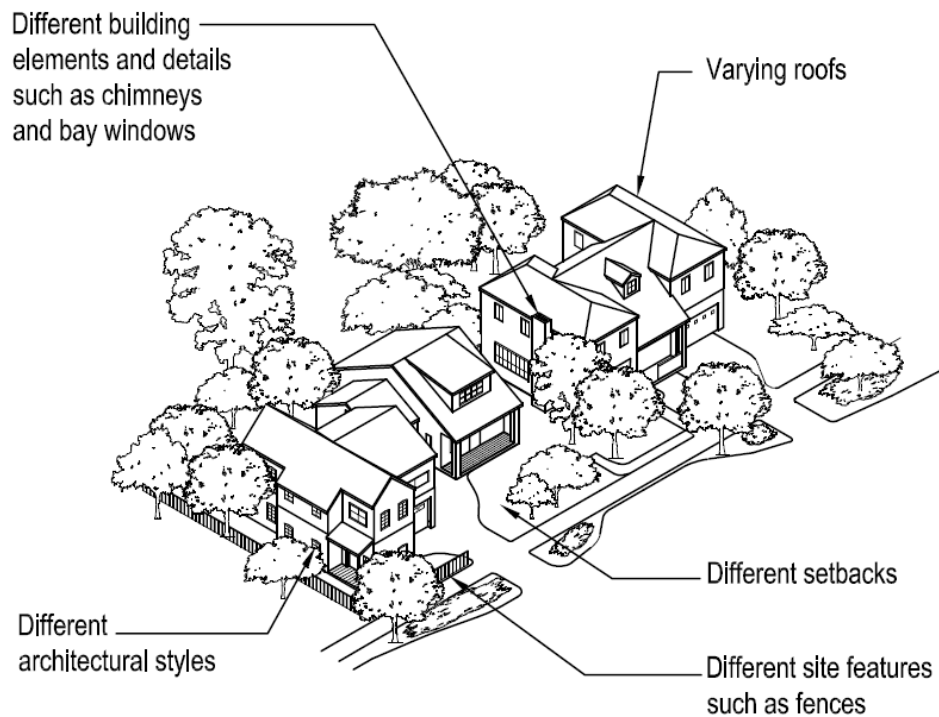 Different building
elements and details
such as chimneys
and bay windows
Varying roofs
Different setbacks
Different
architectural styles
Different site features
such as fences